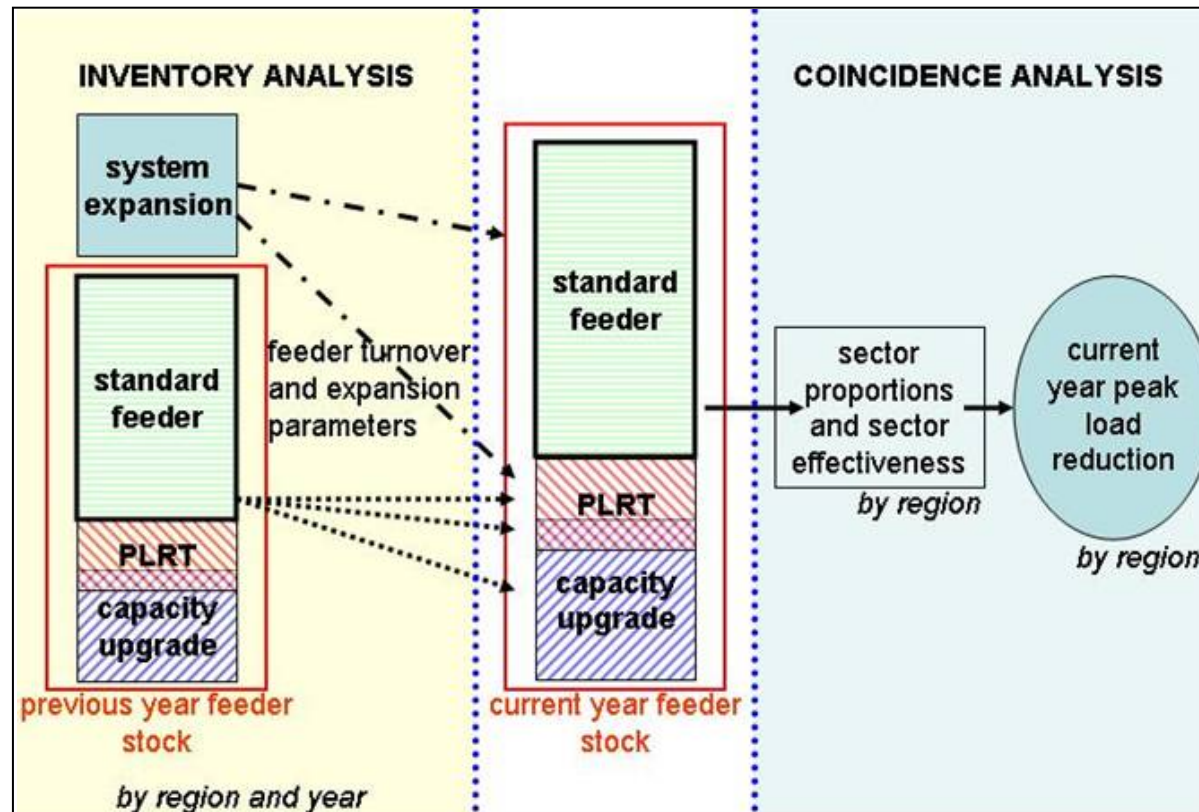 INVENTORY ANALYSIS
system
expansion
standard
feeder
PLRT
capacity
upgrade
previous year feeder
stock
by region and year
feeder turnover
and expansion
parameters
standard
feeder
PLRT
capacity
upgrade
current year feeder
stock
COINCIDENCE ANALYSIS
sector
proportions
and sector
effectiveness
by region
current
year peak
load
reduction
by region